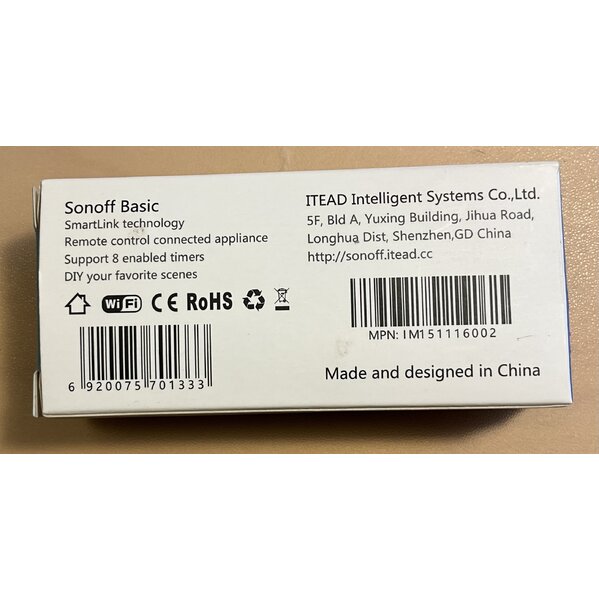 Sonoff Basic
SmartLink technology
Remote control connected appliance
Support 8 enabled timers
DIY your favorite scenes
WiFi CE RoHS
6 920075 701333
ITEAD Intelligent Systems Co.,Ltd.
5F, Bld A, Yuxing Building, Jihua Road,
Longhua Dist, Shenzhen,GD China
http://sonoff.itead.cc
MPN: IM151116002
Made and designed in China